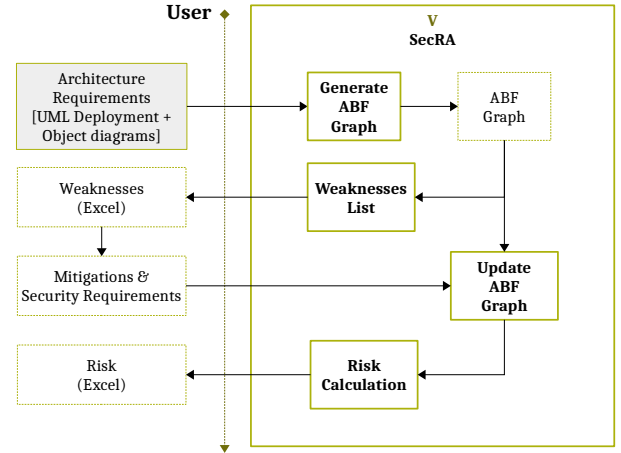 User
V
SecRA
Architecture
Requirements
[UML Deployment +
Object diagrams]
Generate
ABF
Graph
ABF
Graph
Weaknesses
(Excel)
Weaknesses
List
Mitigations &
Security Requirements
Update
ABF
Graph
Risk
(Excel)
Risk
Calculation